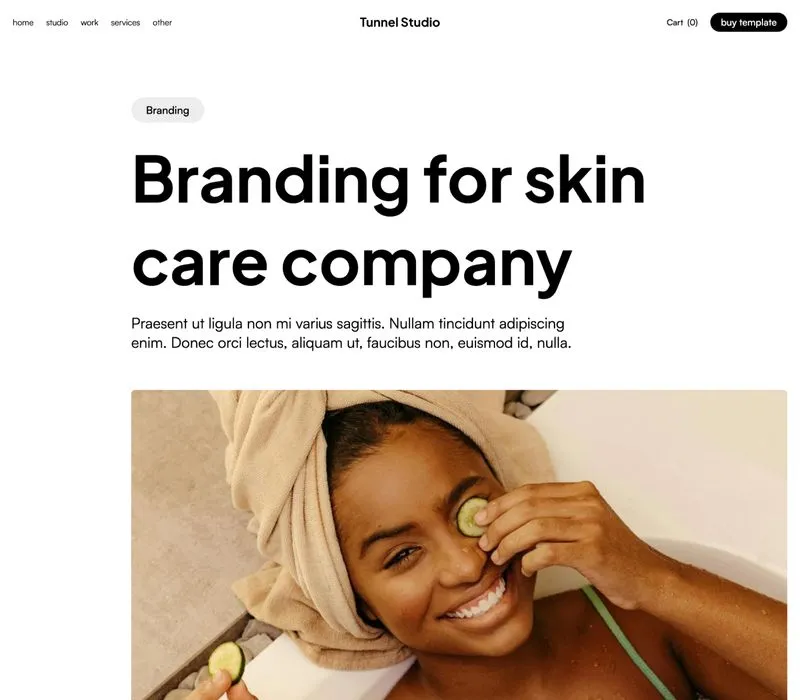 home studio work services other Tunnel Studio Cart (0) buy template
Branding
Branding for skin
care company
Praesent ut ligula non mi varius sagittis. Nullam tincidunt adipiscing
enim. Donec orci lectus, aliquam ut, faucibus non, euismod id, nulla.